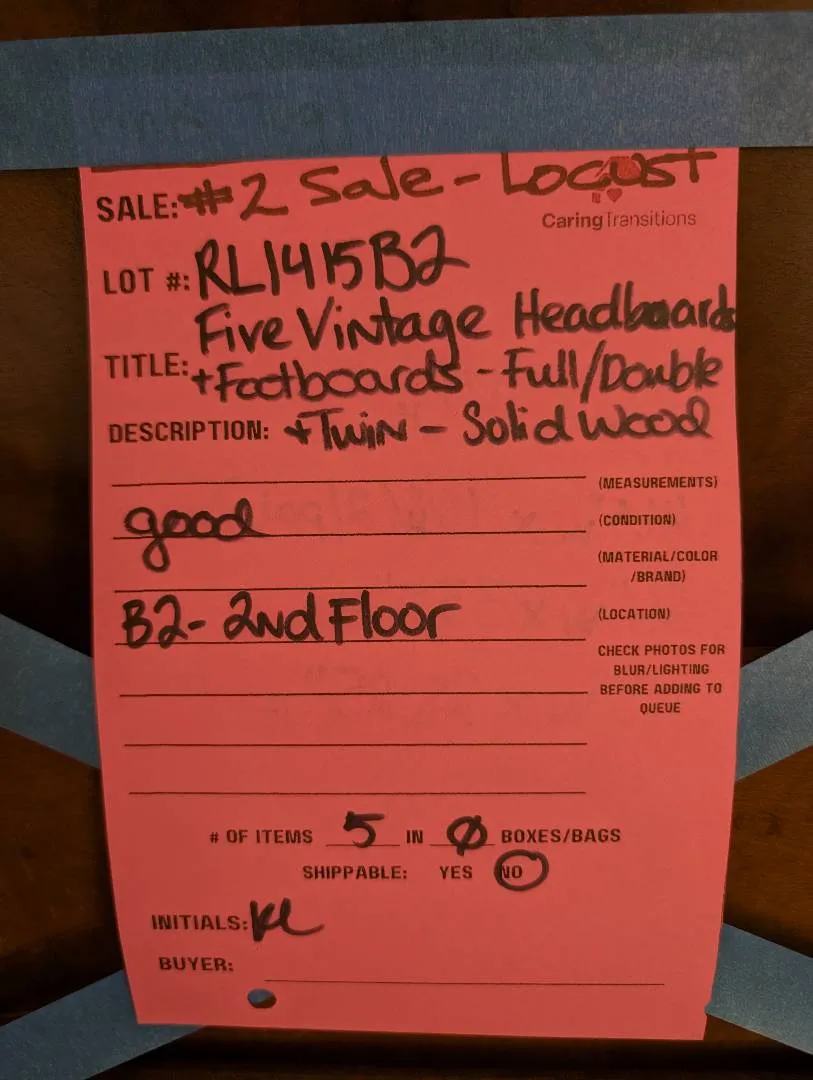 SALE: #2 Sale - Locust
CaringTransitions
LOT #: RL1415B2
Five Vintage Headboards
TITLE: + Footboards - Full/Double
DESCRIPTION: + Twin - Solid Wood
(MEASUREMENTS)
good (CONDITION)
(MATERIAL/COLOR
/BRAND)
B2- 2nd Floor (LOCATION)
CHECK PHOTOS FOR
BLUR/LIGHTING
BEFORE ADDING TO
QUEUE
# OF ITEMS 5 IN Ø BOXES/BAGS
SHIPPABLE: YES NO
INITIALS: KL
BUYER: